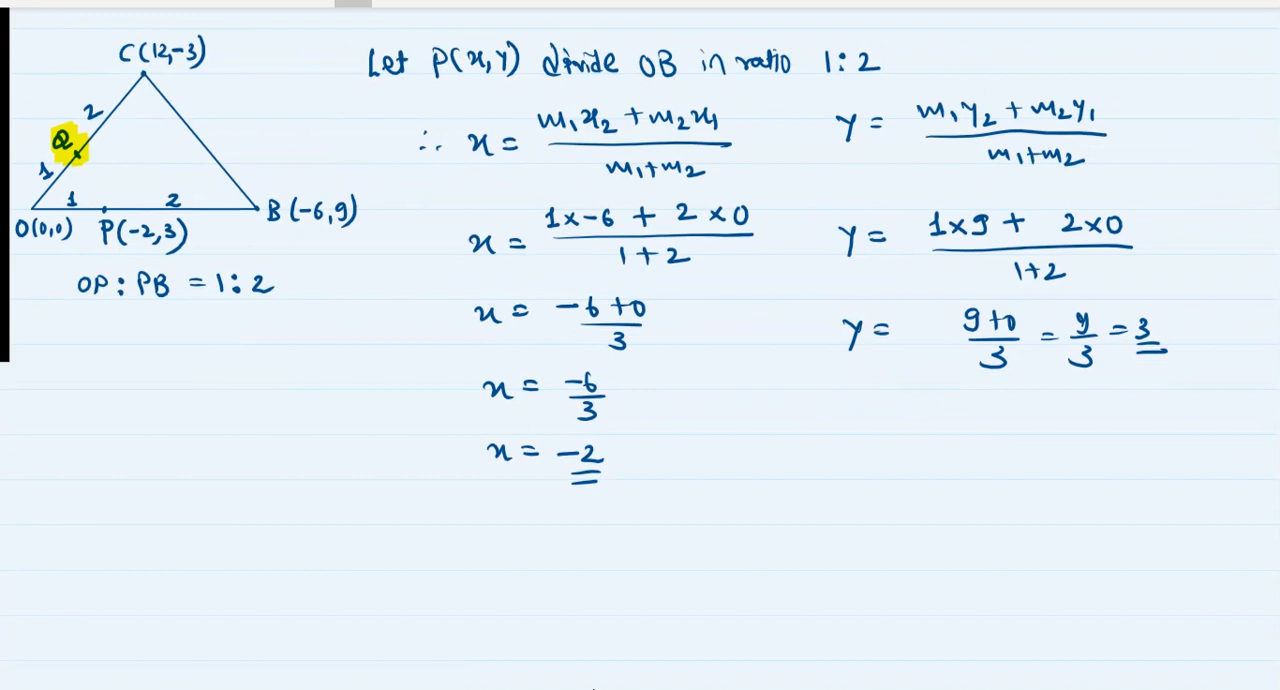 C(12,-3)
2
Q
1
1 2
O(0,0) P(-2,3) B(-6,9)
OP : PB = 1 : 2
Let P(x,y) divide OB in ratio 1 : 2
∴ x = (m₁x₂ + m₂x₁)/(m₁+m₂) y = (m₁y₂ + m₂y₁)/(m₁+m₂)
x = (1×-6 + 2×0)/(1+2) y = (1×9 + 2×0)/(1+2)
x = (-6+0)/3 y = (9+0)/3 = 9/3 = 3
x = -6/3
x = -2